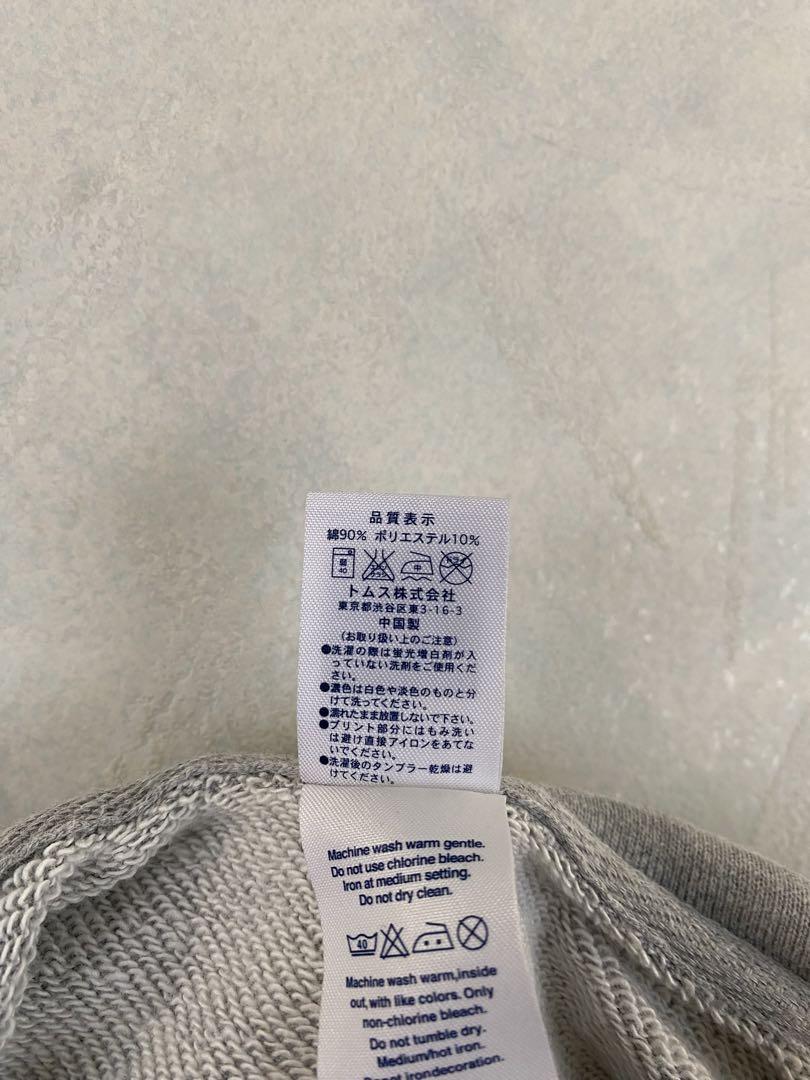 品質表示
綿90% ポリエステル10%
40
トムス株式会社
東京都渋谷区東3-16-3
中国製
(お取り扱い上のご注意)
●洗濯の際は蛍光増白剤が入
っていない洗剤をご使用くだ
さい。
●濃色は白色や淡色のものと分
けて洗ってください。
●濡れたまま放置しないで下さい。
●プリント部分にはもみ洗い
は避け直接アイロンをあてな
いでください。
●洗濯後のタンブラー乾燥は避
けてください。
Machine wash warm gentle.
Do not use chlorine bleach.
Iron at medium setting.
Do not dry clean.
40
Machine wash warm,inside
out,with like colors. Only
non-chlorine bleach.
Do not tumble dry.
Medium/hot iron.
Donot irondecoration.